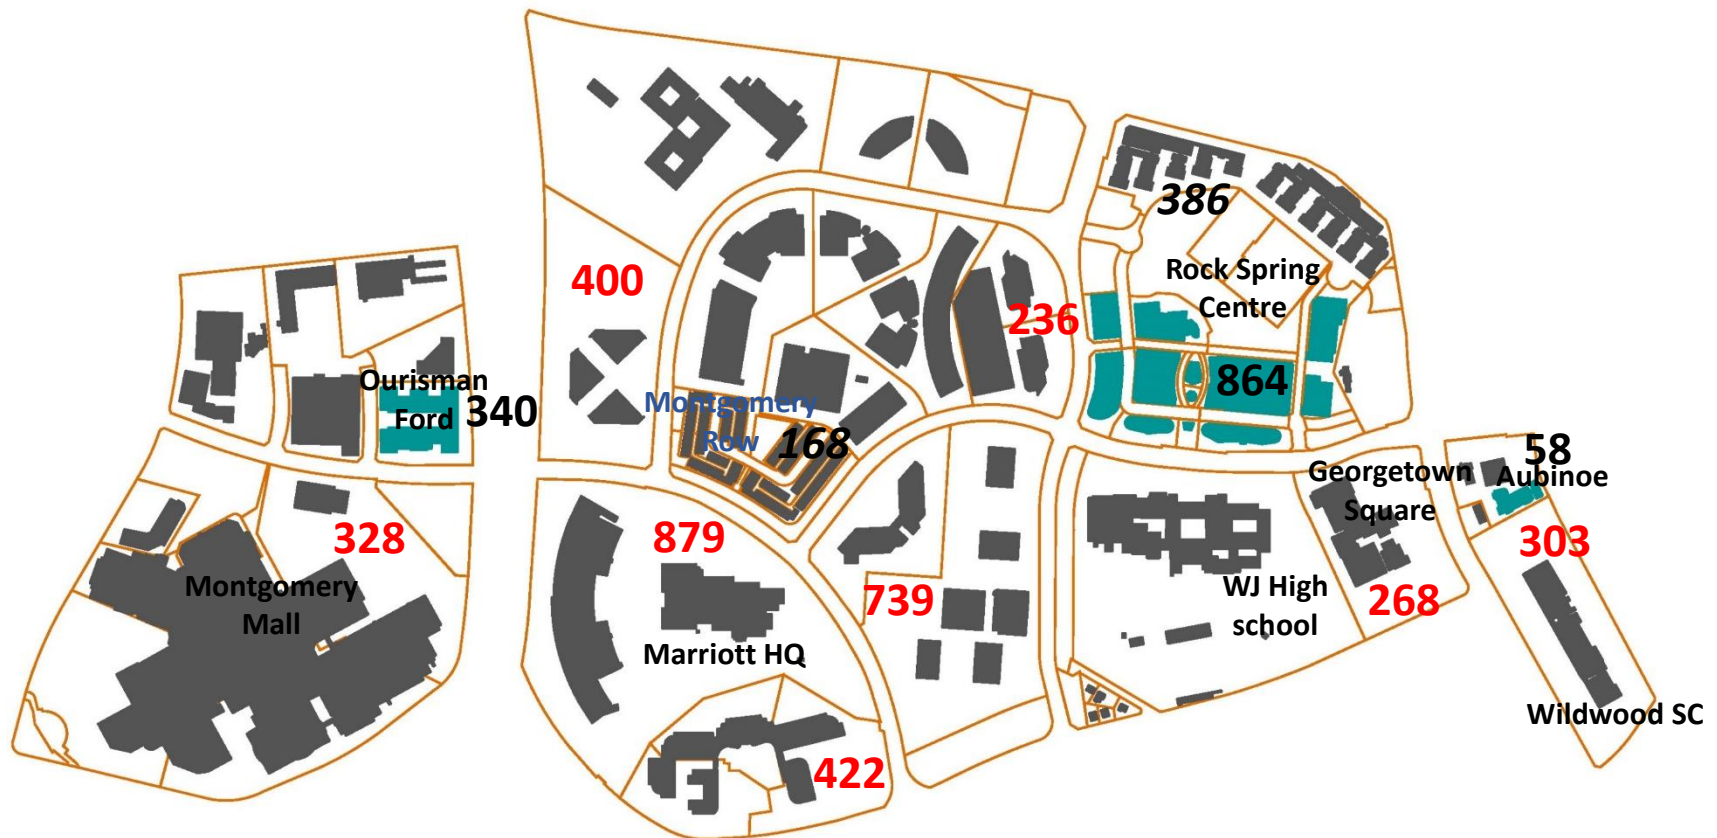 386
Rock Spring
Centre
400
236
Ourisman
Ford
340
864
Montgomery
Row
168
58
Georgetown
Square
Aubinoe
328
879
303
Montgomery
Mall
739
WJ High
school
268
Marriott HQ
Wildwood SC
422